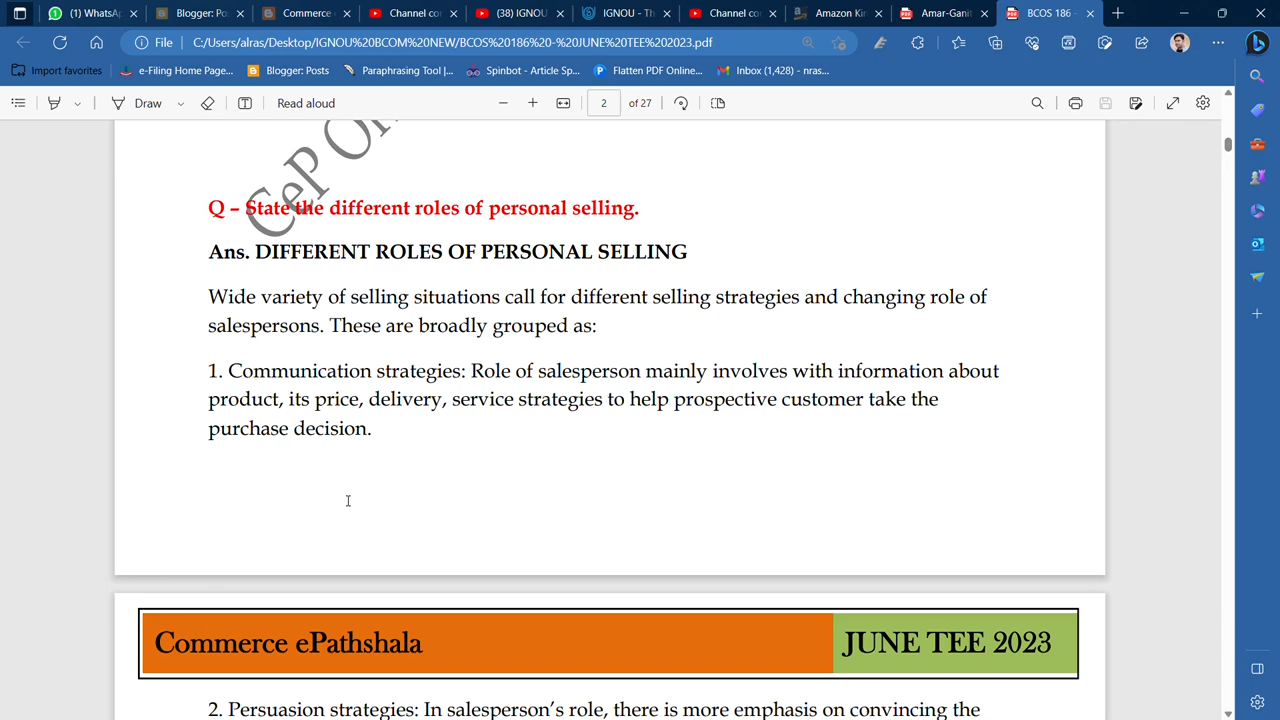 (1) WhatsA
Blogger: Po
Commerce
Channel co
(38) IGNOU
IGNOU - Th
Channel co
Amazon Kin
Amar-Ganit
BCOS 186 -
File
C:/Users/alras/Desktop/IGNOU%20BCOM%20NEW/BCOS%20186%20-%20JUNE%20TEE%202023.pdf
Import favorites
e-Filing Home Page...
Blogger: Posts
Paraphrasing Tool |...
Spinbot - Article Sp...
Flatten PDF Online...
Inbox (1,428) - nras...
Draw
Read aloud
2 of 27
CeP On
Q – State the different roles of personal selling.
Ans. DIFFERENT ROLES OF PERSONAL SELLING
Wide variety of selling situations call for different selling strategies and changing role of
salespersons. These are broadly grouped as:
1. Communication strategies: Role of salesperson mainly involves with information about
product, its price, delivery, service strategies to help prospective customer take the
purchase decision.
Commerce ePathshala
JUNE TEE 2023
2. Persuasion strategies: In salesperson’s role, there is more emphasis on convincing the